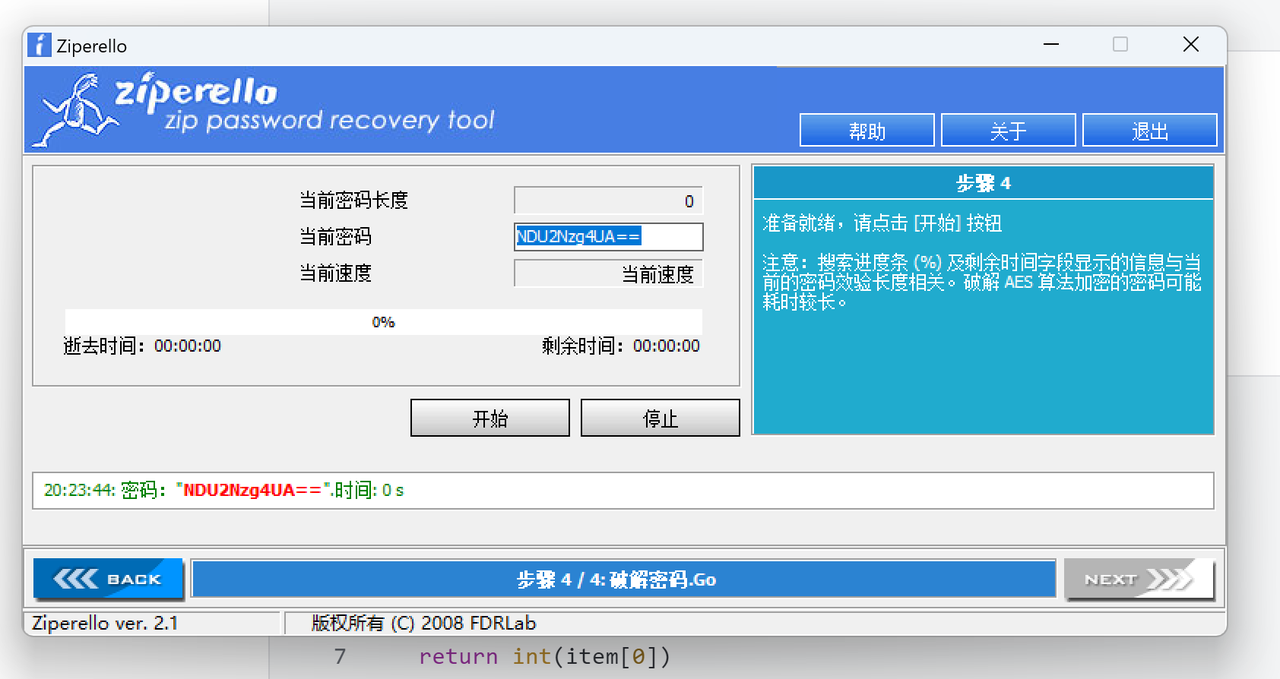 Ziperello
ziperello
zip password recovery tool
帮助
关于
退出
当前密码长度 0
当前密码 NDU2Nzg4UA==
当前速度 当前速度
0%
逝去时间：00:00:00 剩余时间：00:00:00
开始 停止
步骤 4
准备就绪，请点击 [开始] 按钮
注意：搜索进度条 (%) 及剩余时间字段显示的信息与当
前的密码效验长度相关。破解 AES 算法加密的密码可能
耗时较长。
20:23:44: 密码："NDU2Nzg4UA==".时间: 0 s
BACK
步骤 4 / 4: 破解密码.Go
NEXT
Ziperello ver. 2.1
版权所有 (C) 2008 FDRLab
7 return int(item[0])